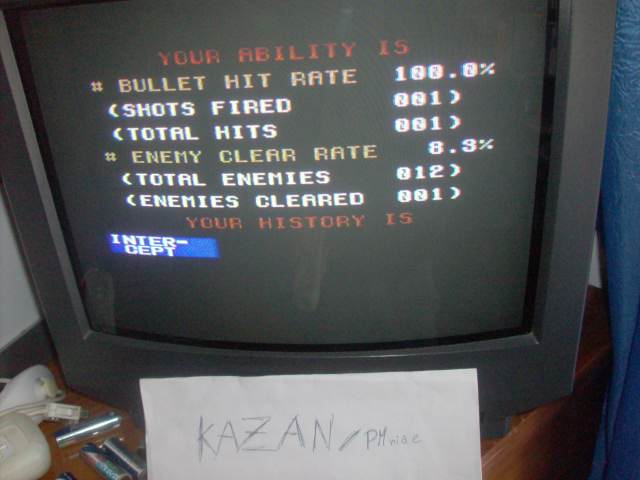 YOUR ABILITY IS
# BULLET HIT RATE 100.0%
(SHOTS FIRED 001)
(TOTAL HITS 001)
# ENEMY CLEAR RATE 8.3%
(TOTAL ENEMIES 012)
(ENEMIES CLEARED 001)
YOUR HISTORY IS
INTER-
CEPT
KAZAN/